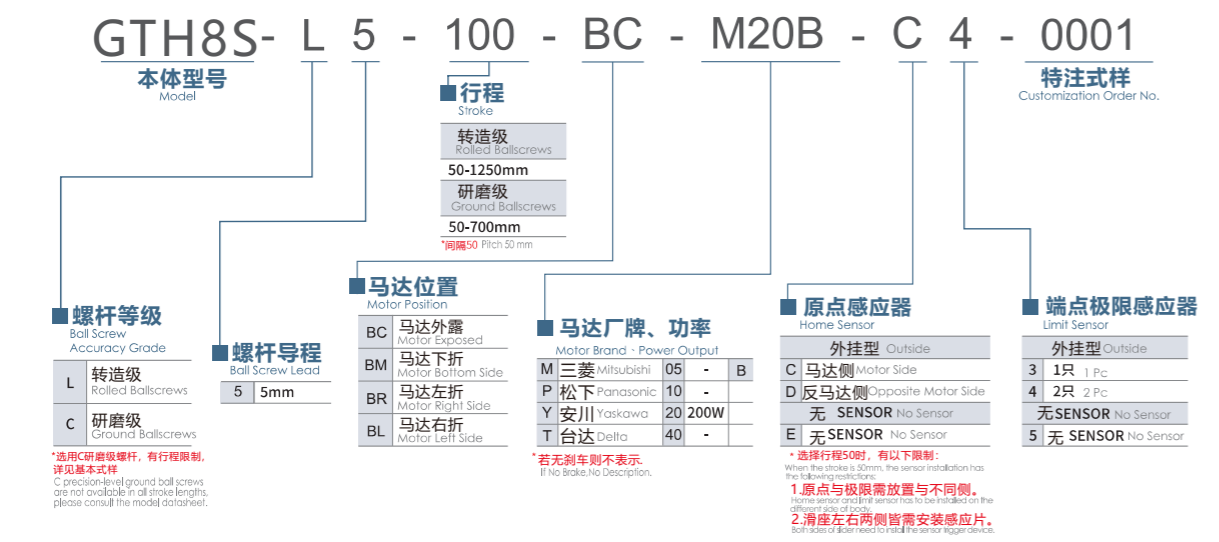 GTH8S- L 5 - 100 - BC - M20B - C 4 - 0001
本体型号
Model
特注式样
Customization Order No.
行程
Stroke
转造级
Rolled Ballscrews
50-1250mm
研磨级
Ground Ballscrews
50-700mm
*间隔50 Pitch 50 mm
螺杆等级
Ball Screw
Accuracy Grade
L 转造级
Rolled Ballscrews
C 研磨级
Ground Ballscrews
*选用C研磨级螺杆，有行程限制，
详见基本式样
C precision-level ground ball screws
are not available in all stroke lengths,
please consult the model datasheet.
螺杆导程
Ball Screw Lead
5 5mm
马达位置
Motor Position
BC 马达外露
Motor Exposed
BM 马达下折
Motor Bottom Side
BR 马达左折
Motor Right Side
BL 马达右折
Motor Left Side
马达厂牌、功率
Motor Brand、Power Output
M 三菱 Mitsubishi 05 - B
P 松下 Panasonic 10 -
Y 安川 Yaskawa 20 200W
T 台达 Delta 40 -
*若无刹车则不表示.
If No Brake,No Description.
原点感应器
Home Sensor
外挂型 Outside
C 马达侧 Motor Side
D 反马达侧 Opposite Motor Side
无 SENSOR No Sensor
E 无 SENSOR No Sensor
* 选择行程50时，有以下限制：
When the stroke is 50mm, the sensor installation has
the following restrictions:
1.原点与极限需放置与不同侧。
Home sensor and limit sensor has to be installed on the
different side of body.
2.滑座左右两侧皆需安装感应片。
Both sides of slider need to install the sensor trigger device.
端点极限感应器
Limit Sensor
外挂型 Outside
3 1只 1 Pc
4 2只 2 Pc
无 SENSOR No Sensor
5 无 SENSOR No Sensor